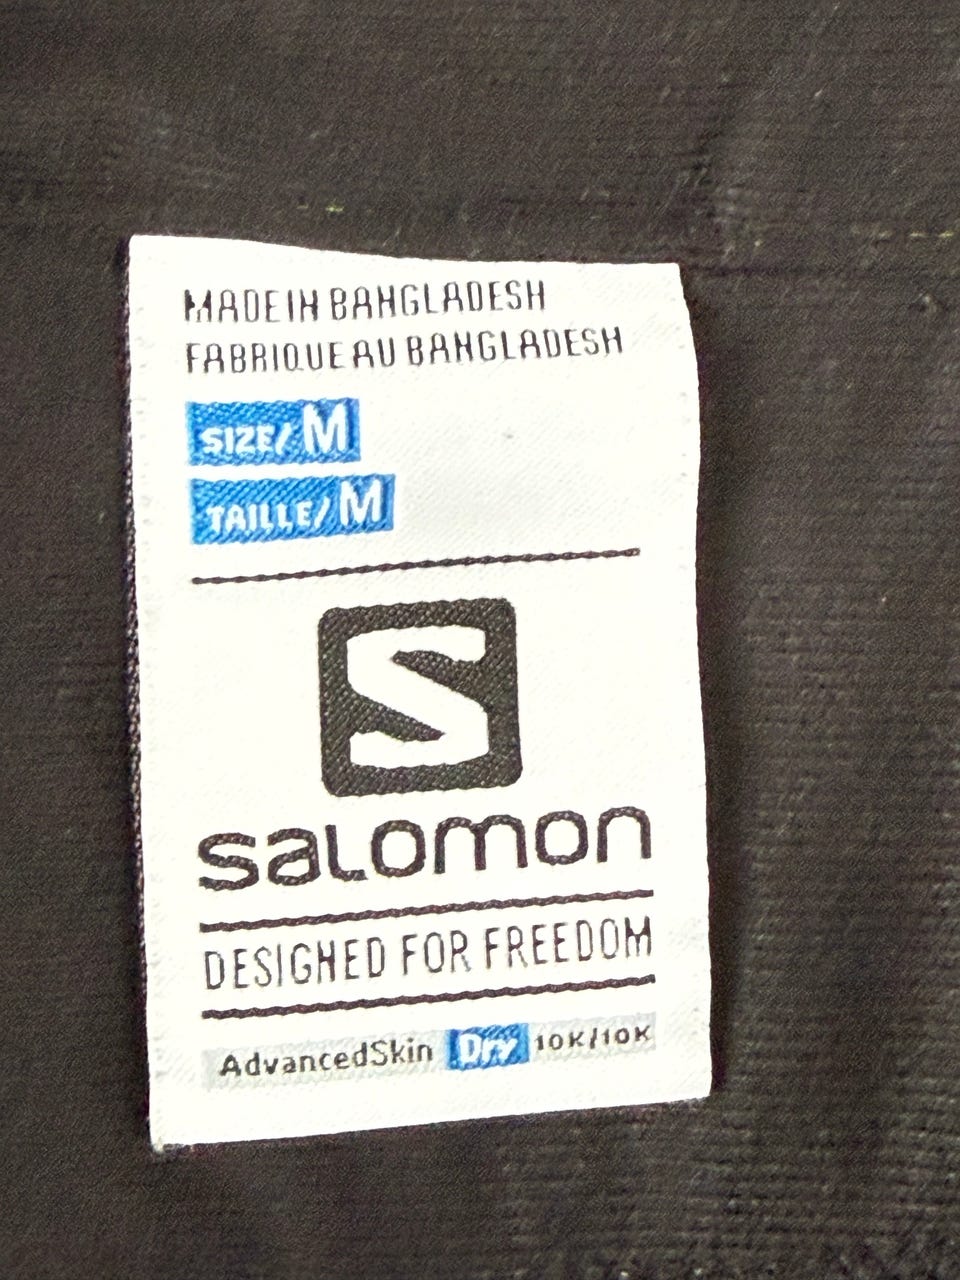 MADE IN BANGLADESH
FABRIQUE AU BANGLADESH
SIZE/ M
TAILLE/ M
S
salomon
DESIGNED FOR FREEDOM
AdvancedSkin Dry 10K/10K